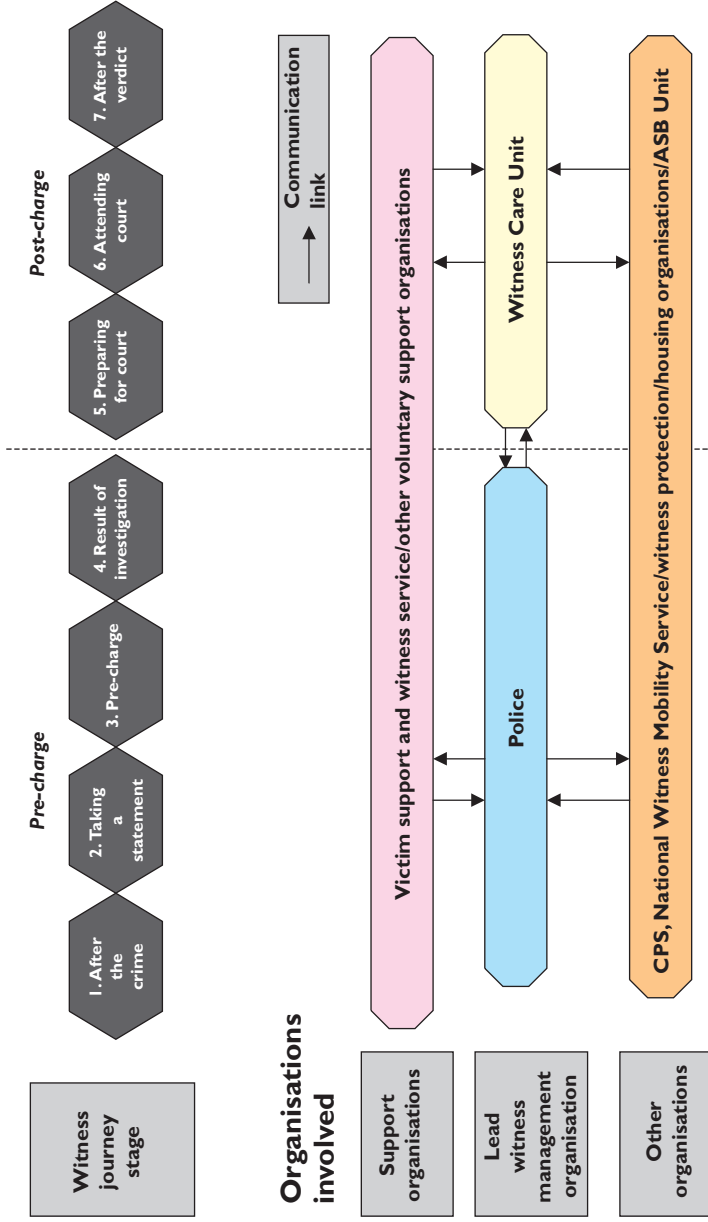 Witness
journey
stage
Pre-charge
Post-charge
1. After
the
crime
2. Taking
a
statement
3. Pre-charge
4. Result of
investigation
5. Preparing
for court
6. Attending
court
7. After the
verdict
Organisations
involved
Communication
link
Support
organisations
Victim support and witness service/other voluntary support organisations
Lead
witness
management
organisation
Police
Witness Care Unit
Other
organisations
CPS, National Witness Mobility Service/witness protection/housing organisations/ASB Unit